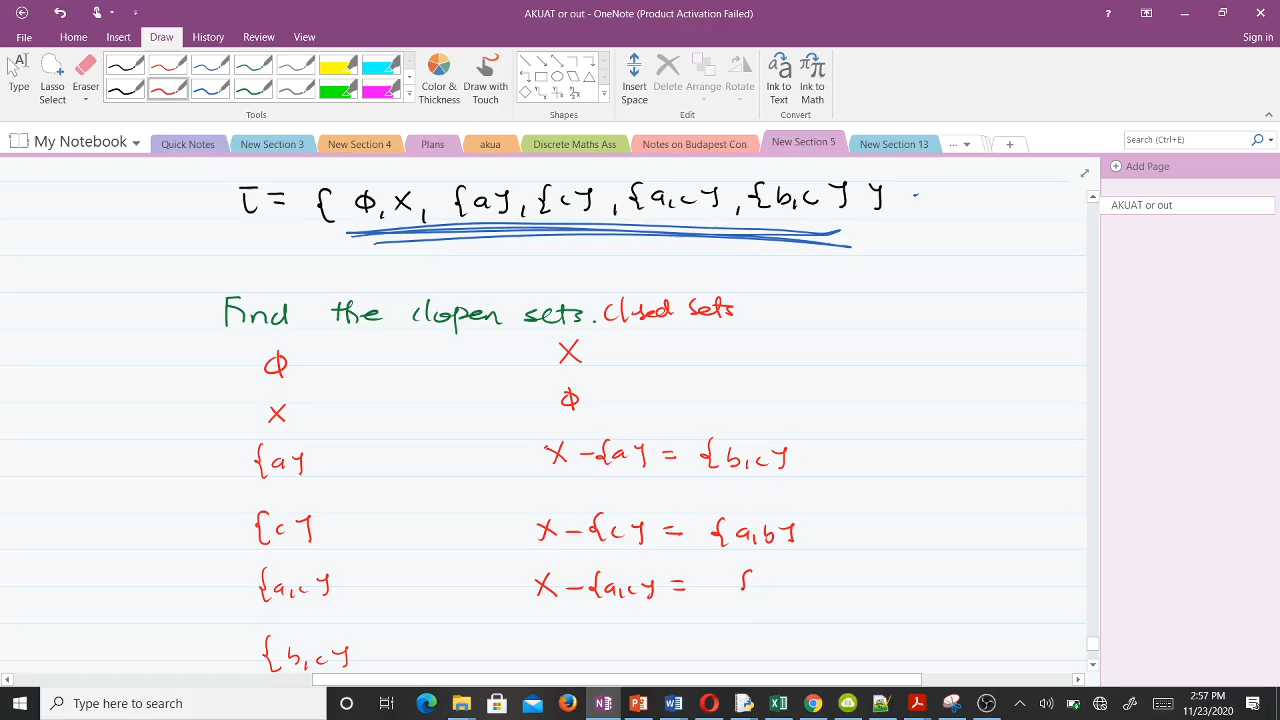 AKUAT or out - OneNote (Product Activation Failed)
File Home Insert Draw History Review View Sign in
Type Lasso Select Eraser Color & Thickness Draw with Touch Insert Space Delete Arrange Rotate Ink to Text Ink to Math
Tools Shapes Edit Convert
My Notebook Quick Notes New Section 3 New Section 4 Plans akua Discrete Maths Ass Notes on Budapest Con New Section 5 New Section 13 ... Search (Ctrl+E)
Add Page
AKUAT or out
τ = { ϕ, X, {a}, {c}, {a,c}, {b,c} }
Find the clopen sets. Closed sets
ϕ X
X ϕ
{a} X - {a} = {b,c}
{c} X - {c} = {a,b}
{a,c} X - {a,c} = {
{b,c}
Type here to search
2:57 PM
11/23/2020